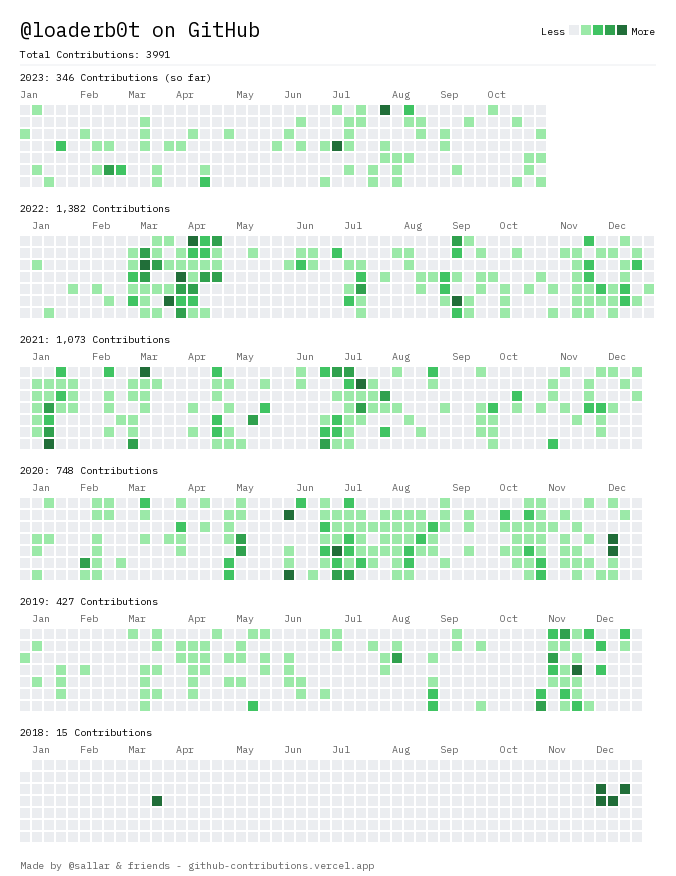 @loaderb0t on GitHub
Less More
Total Contributions: 3991
2023: 346 Contributions (so far)
Jan Feb Mar Apr May Jun Jul Aug Sep Oct
2022: 1,382 Contributions
Jan Feb Mar Apr May Jun Jul Aug Sep Oct Nov Dec
2021: 1,073 Contributions
Jan Feb Mar Apr May Jun Jul Aug Sep Oct Nov Dec
2020: 748 Contributions
Jan Feb Mar Apr May Jun Jul Aug Sep Oct Nov Dec
2019: 427 Contributions
Jan Feb Mar Apr May Jun Jul Aug Sep Oct Nov Dec
2018: 15 Contributions
Jan Feb Mar Apr May Jun Jul Aug Sep Oct Nov Dec
Made by @sallar & friends - github-contributions.vercel.app